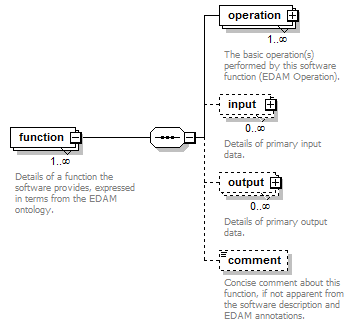 operation
1..∞
The basic operation(s)
performed by this software
function (EDAM Operation).
input
0..∞
Details of primary input
data.
function
1..∞
Details of a function the
software provides, expressed
in terms from the EDAM
ontology.
output
0..∞
Details of primary output
data.
comment
Concise comment about this
function, if not apparent from
the software description and
EDAM annotations.